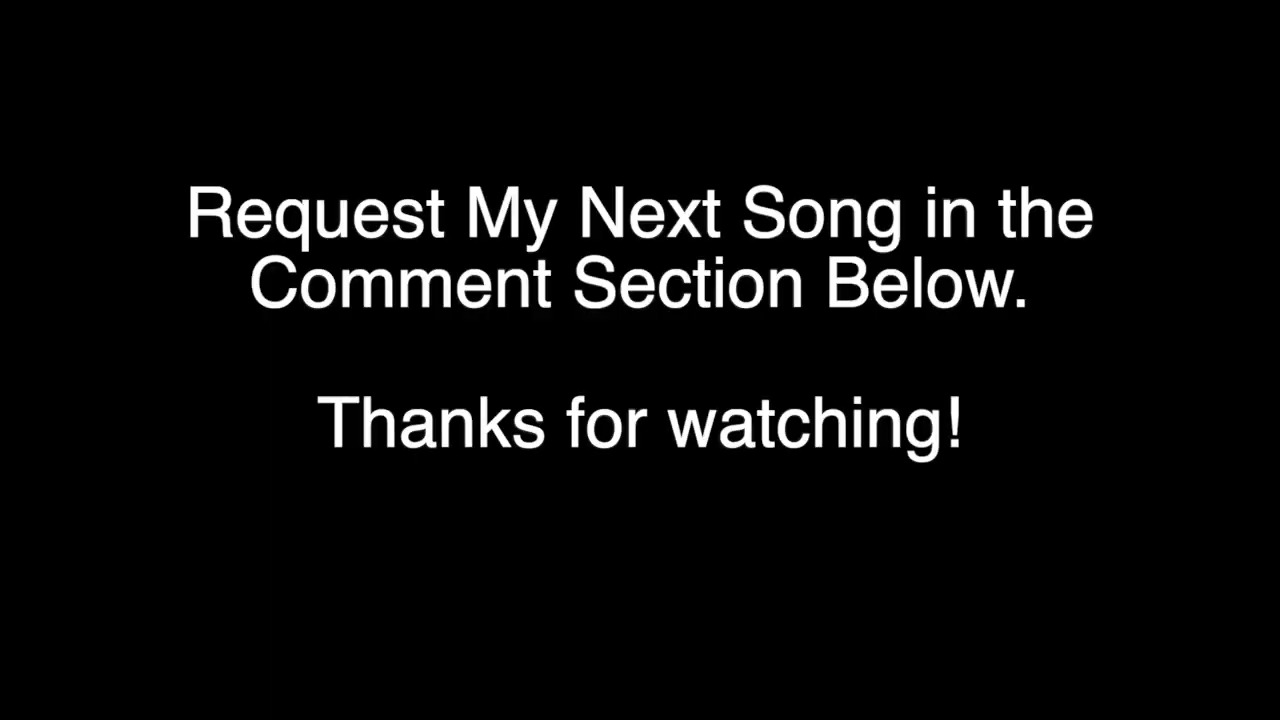 Request My Next Song in the
Comment Section Below.
Thanks for watching!